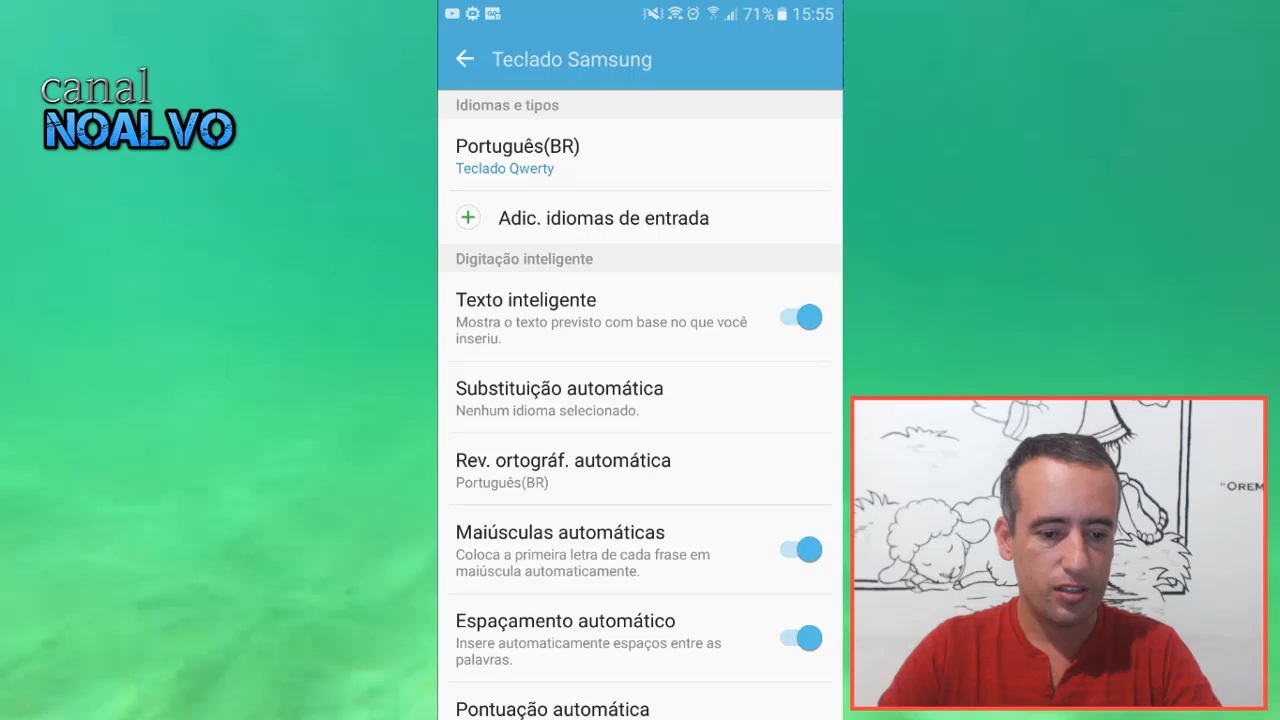 canal
NOALVO
71% 15:55
Teclado Samsung
Idiomas e tipos
Português(BR)
Teclado Qwerty
Adic. idiomas de entrada
Digitação inteligente
Texto inteligente
Mostra o texto previsto com base no que você
inseriu.
Substituição automática
Nenhum idioma selecionado.
Rev. ortográf. automática
Português(BR)
Maiúsculas automáticas
Coloca a primeira letra de cada frase em
maiúscula automaticamente.
Espaçamento automático
Insere automaticamente espaços entre as
palavras.
Pontuação automática
"OREM